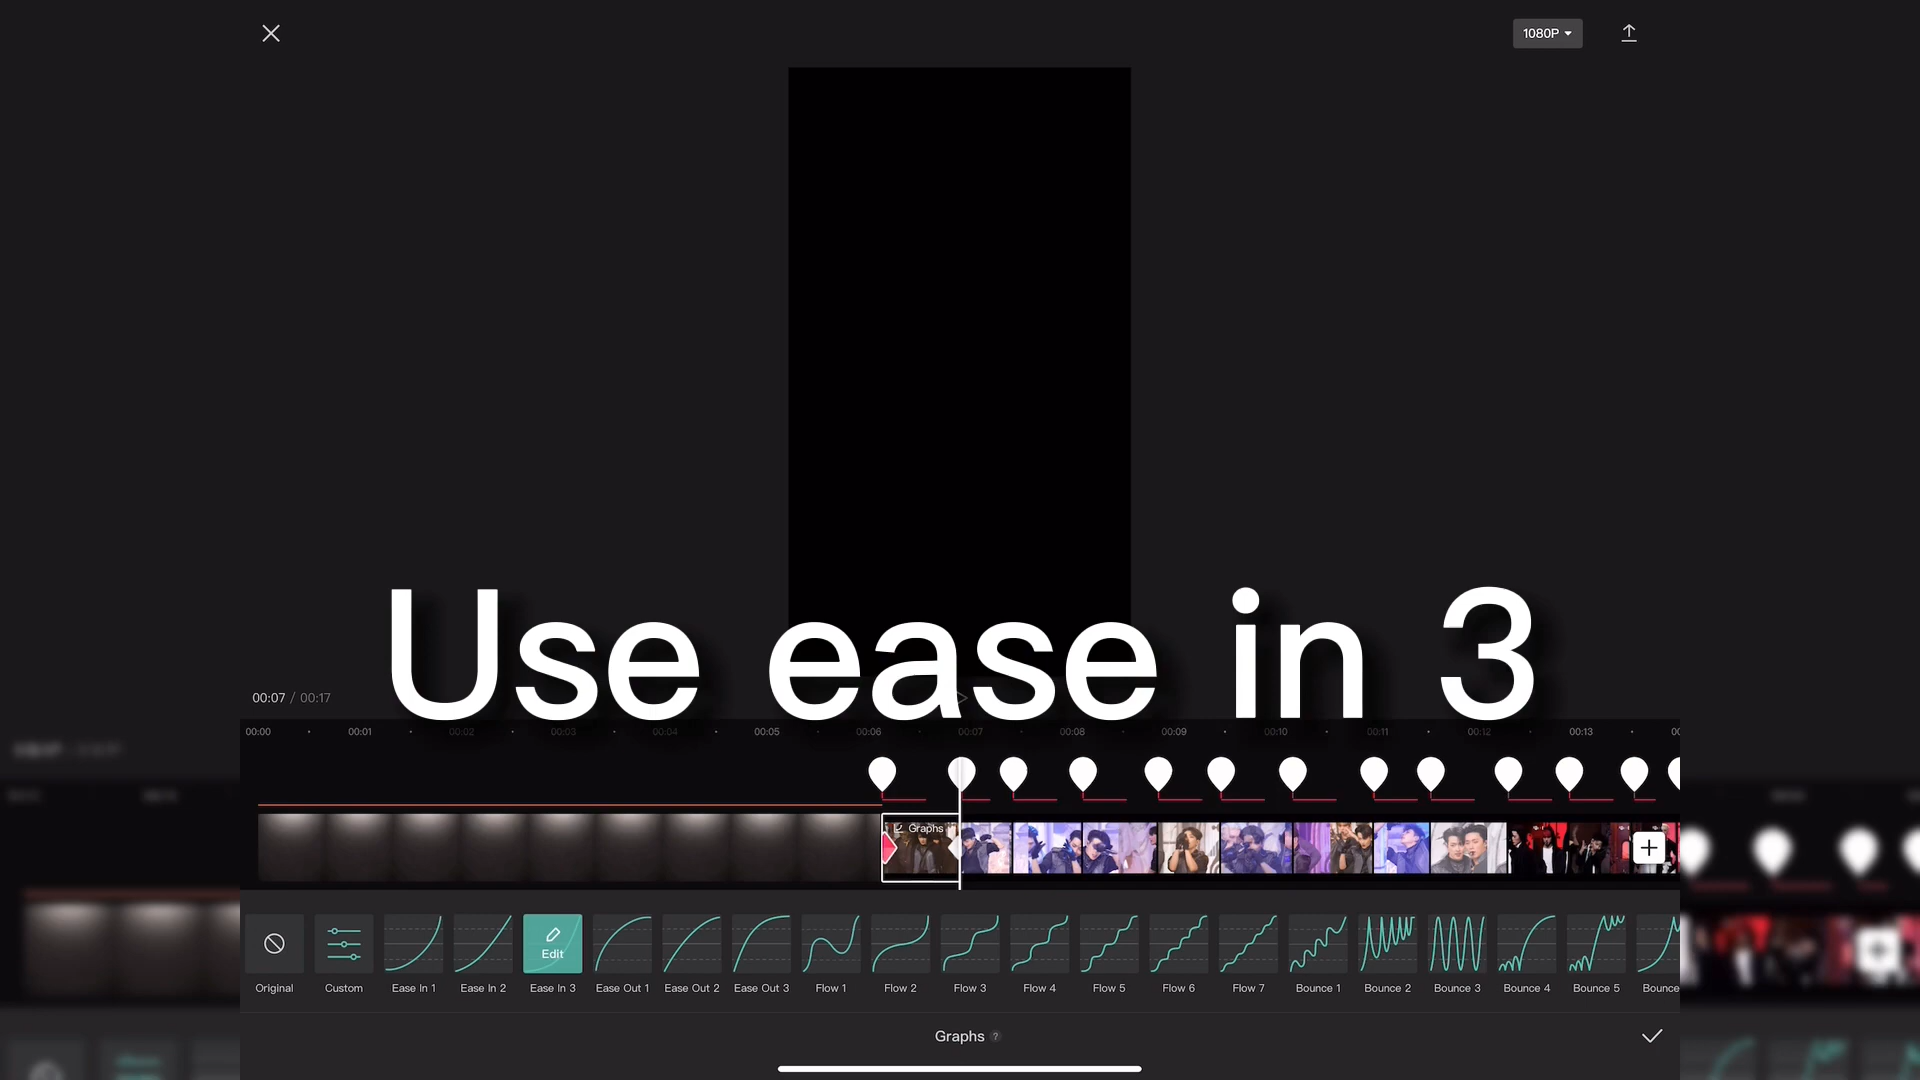 1080P
Use ease in 3
00:07 / 00:17
00:00 00:01 00:02 00:03 00:04 00:05 00:06 00:07 00:08 00:09 00:10 00:11 00:12 00:13
Graphs
Edit
Original Custom Ease In 1 Ease In 2 Ease In 3 Ease Out 1 Ease Out 2 Ease Out 3 Flow 1 Flow 2 Flow 3 Flow 4 Flow 5 Flow 6 Flow 7 Bounce 1 Bounce 2 Bounce 3 Bounce 4 Bounce 5 Bounce
Graphs ?